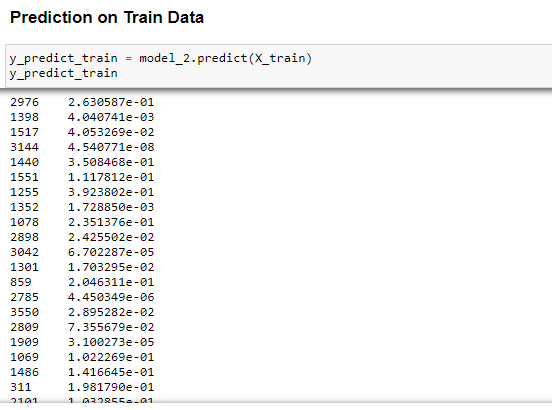 Prediction on Train Data
y_predict_train = model_2.predict(X_train)
y_predict_train
2976 2.630587e-01
1398 4.040741e-03
1517 4.053269e-02
3144 4.540771e-08
1440 3.508468e-01
1551 1.117812e-01
1255 3.923802e-01
1352 1.728850e-03
1078 2.351376e-01
2898 2.425502e-02
3042 6.702287e-05
1301 1.703295e-02
859 2.046311e-01
2785 4.450349e-06
3550 2.895282e-02
2809 7.355679e-02
1909 3.100273e-05
1069 1.022269e-01
1486 1.416645e-01
311 1.981790e-01
2101 1.032855e-01